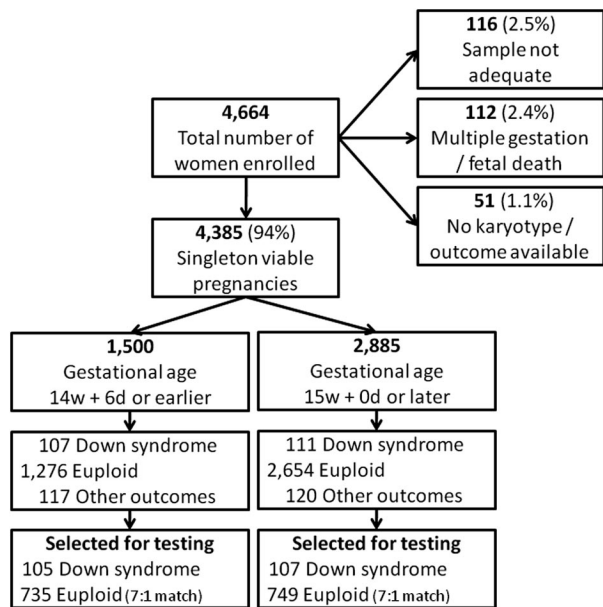 116 (2.5%)
Sample not
adequate
4,664
Total number of
women enrolled
112 (2.4%)
Multiple gestation
/ fetal death
51 (1.1%)
No karyotype /
outcome available
4,385 (94%)
Singleton viable
pregnancies
1,500
Gestational age
14w + 6d or earlier
2,885
Gestational age
15w + 0d or later
107 Down syndrome
1,276 Euploid
117 Other outcomes
111 Down syndrome
2,654 Euploid
120 Other outcomes
Selected for testing
105 Down syndrome
735 Euploid (7:1 match)
Selected for testing
107 Down syndrome
749 Euploid (7:1 match)